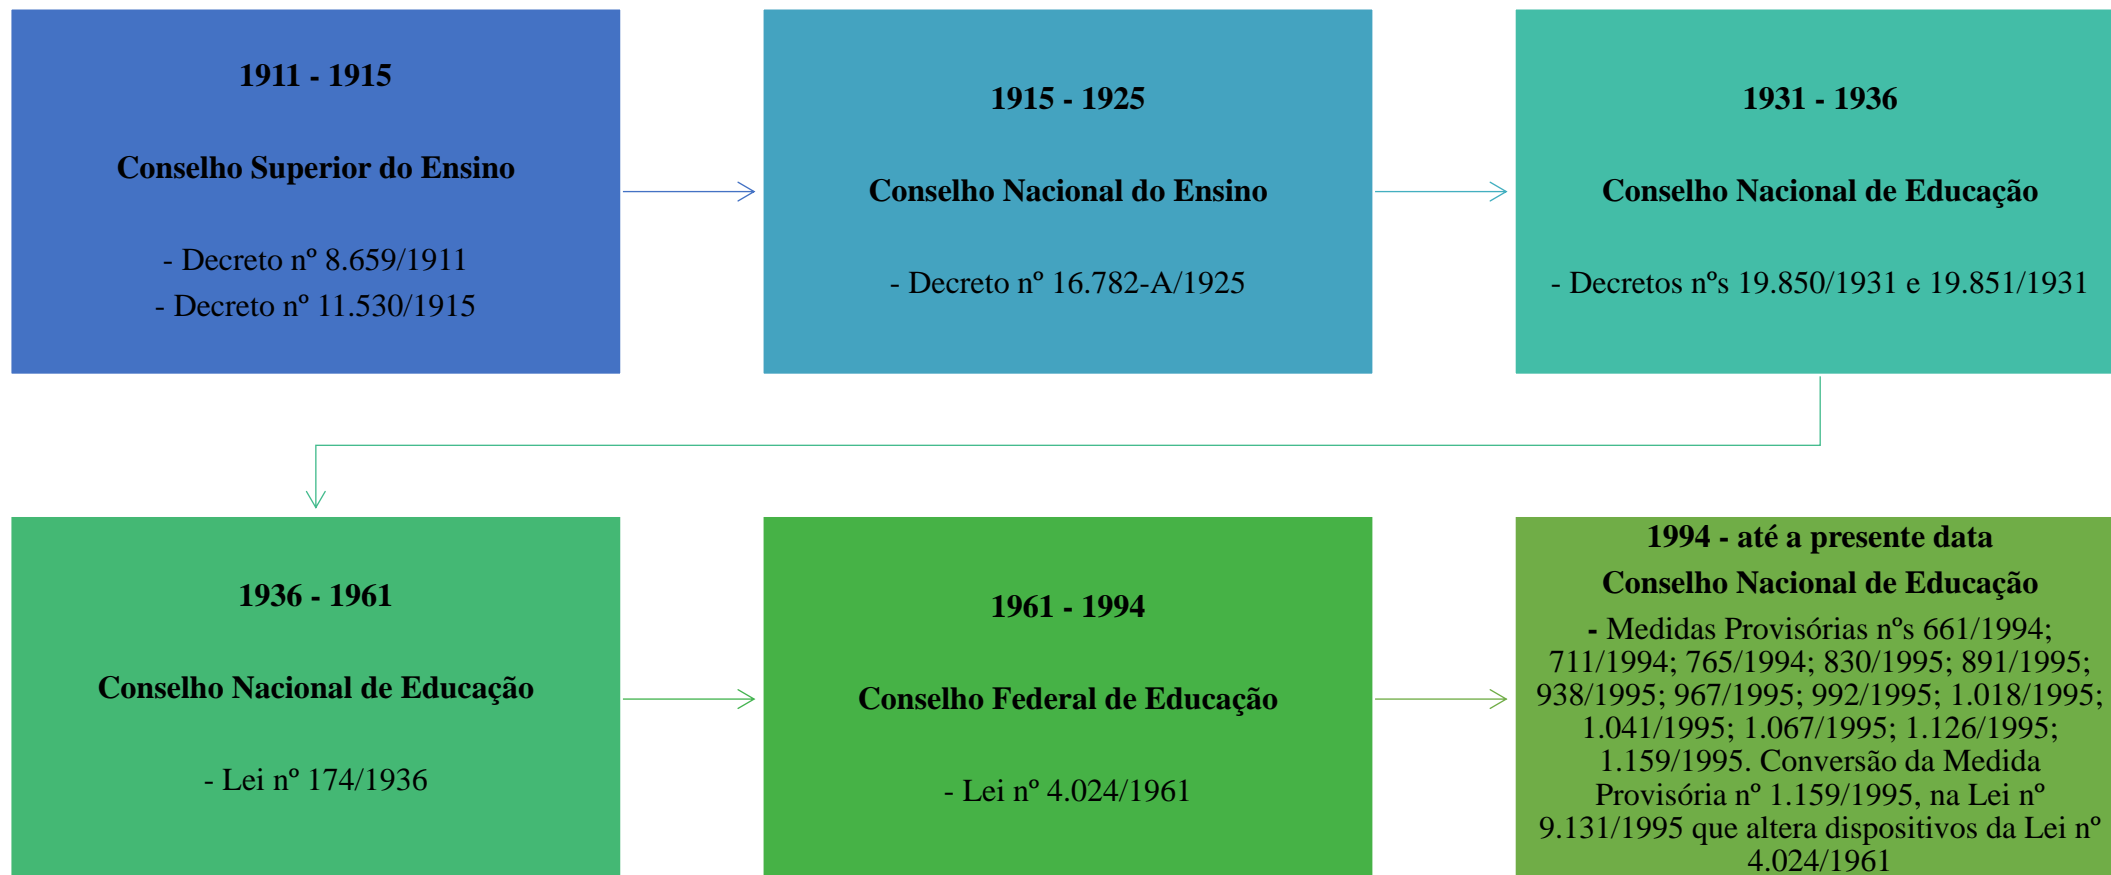 1911 - 1915
Conselho Superior do Ensino
- Decreto nº 8.659/1911
- Decreto nº 11.530/1915
1915 - 1925
Conselho Nacional do Ensino
- Decreto nº 16.782-A/1925
1931 - 1936
Conselho Nacional de Educação
- Decretos nºs 19.850/1931 e 19.851/1931
1936 - 1961
Conselho Nacional de Educação
- Lei nº 174/1936
1961 - 1994
Conselho Federal de Educação
- Lei nº 4.024/1961
1994 - até a presente data
Conselho Nacional de Educação
- Medidas Provisórias nºs 661/1994;
711/1994; 765/1994; 830/1995; 891/1995;
938/1995; 967/1995; 992/1995; 1.018/1995;
1.041/1995; 1.067/1995; 1.126/1995;
1.159/1995. Conversão da Medida
Provisória nº 1.159/1995, na Lei nº
9.131/1995 que altera dispositivos da Lei nº
4.024/1961